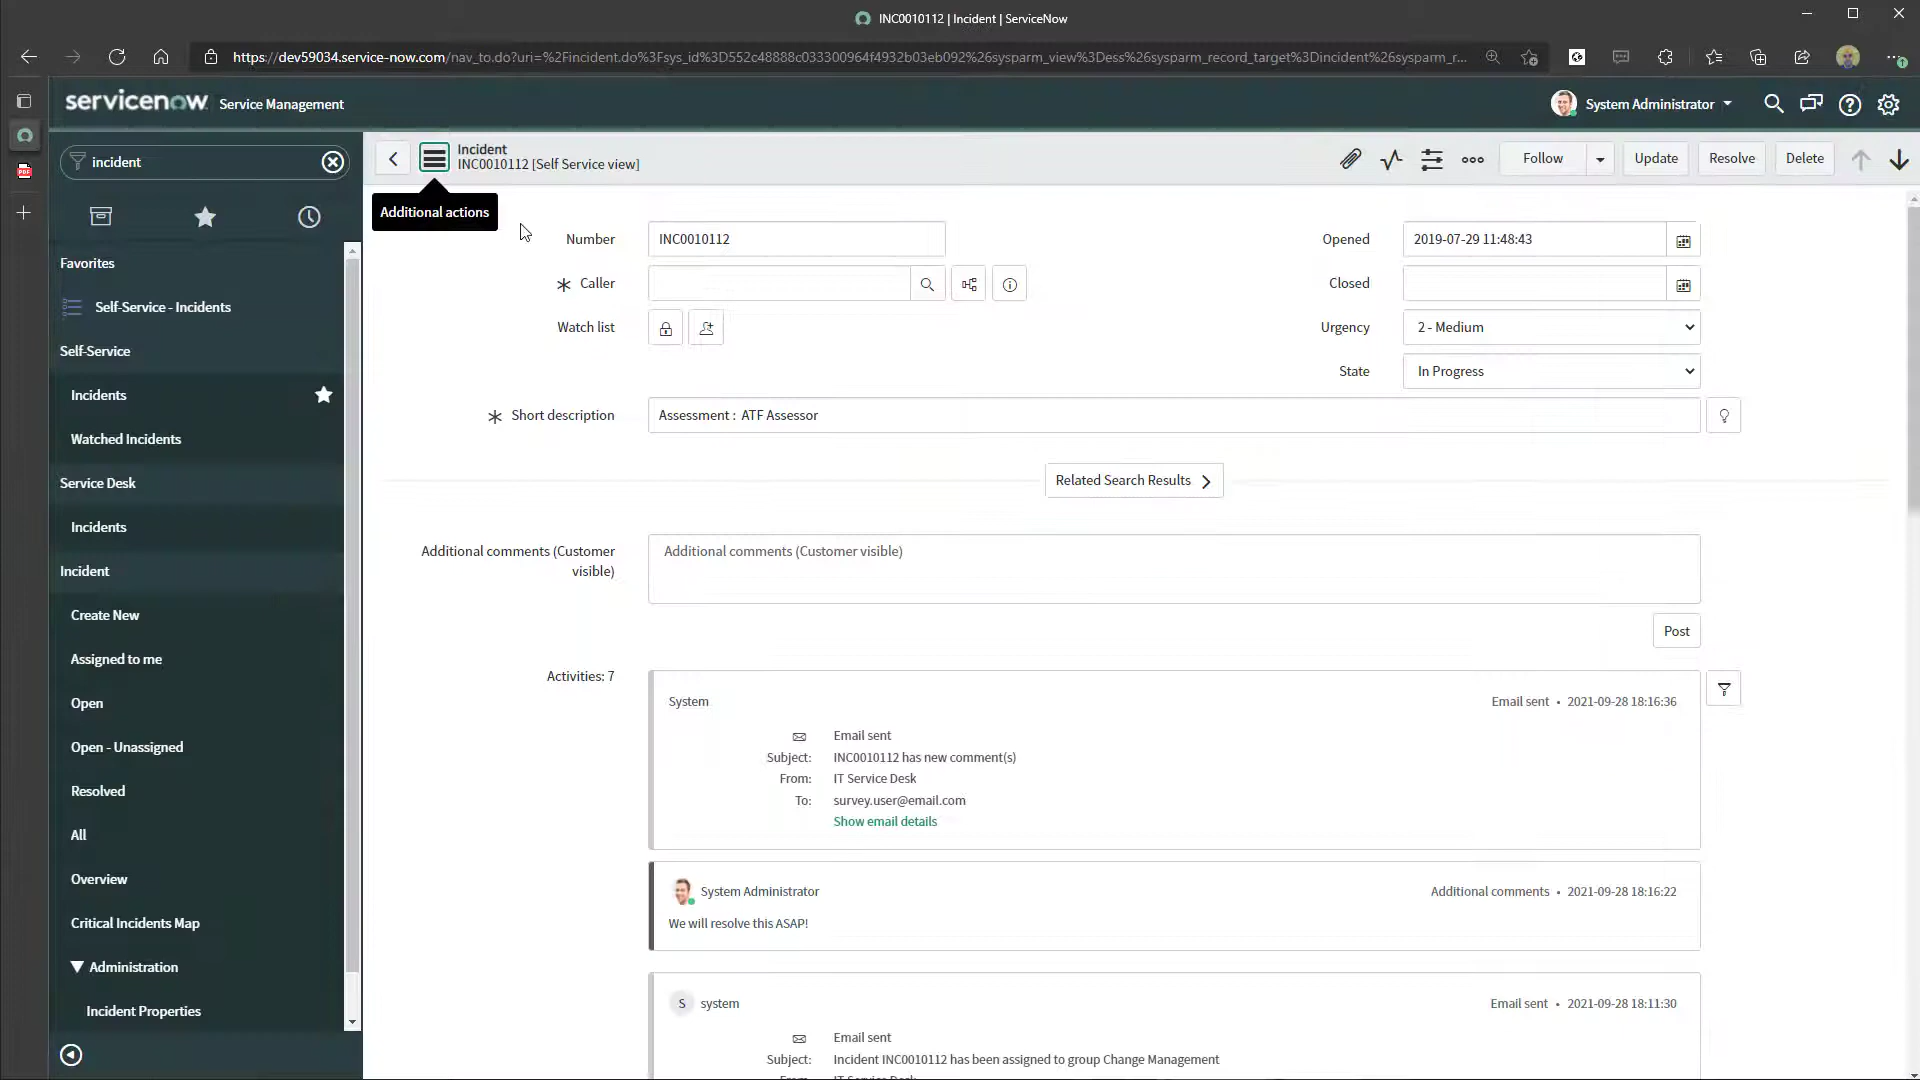 INC0010112 | Incident | ServiceNow
https://dev59034.service-now.com/nav_to.do?uri=%2Fincident.do%3Fsys_id%3D552c48888c033300964f4932b03eb092%26sysparm_view%3Dess%26sysparm_record_target%3Dincident%26sysparm_r...
servicenow Service Management
System Administrator
incident
Incident
INC0010112 [Self Service view]
Follow
Update
Resolve
Delete
Additional actions
Favorites
Self-Service - Incidents
Self-Service
Incidents
Watched Incidents
Service Desk
Incidents
Incident
Create New
Assigned to me
Open
Open - Unassigned
Resolved
All
Overview
Critical Incidents Map
Administration
Incident Properties
Number INC0010112
Caller
Watch list
Opened 2019-07-29 11:48:43
Closed
Urgency 2 - Medium
State In Progress
Short description Assessment : ATF Assessor
Related Search Results
Additional comments (Customer
visible)
Additional comments (Customer visible)
Post
Activities: 7
System Email sent • 2021-09-28 18:16:36
Email sent
Subject: INC0010112 has new comment(s)
From: IT Service Desk
To: survey.user@email.com
Show email details
System Administrator Additional comments • 2021-09-28 18:16:22
We will resolve this ASAP!
S system Email sent • 2021-09-28 18:11:30
Email sent
Subject: Incident INC0010112 has been assigned to group Change Management
From: IT Service Desk